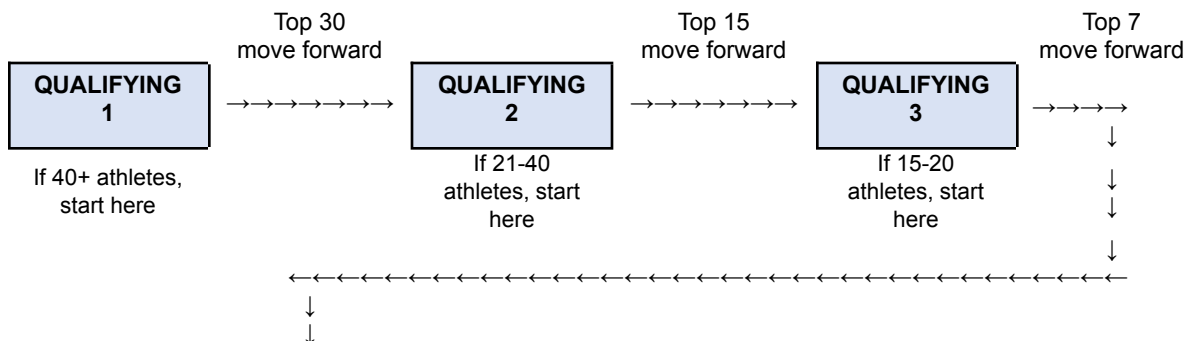 Top 30
move forward
Top 15
move forward
Top 7
move forward
QUALIFYING
1
→→→→→→→
QUALIFYING
2
→→→→→→→
QUALIFYING
3
→→→→
If 40+ athletes,
start here
If 21-40
athletes, start
here
If 15-20
athletes, start
here
↓
↓
↓
↓
←←←←←←←←←←←←←←←←←←←←←←←←←←←←←←←←←←←
↓
↓